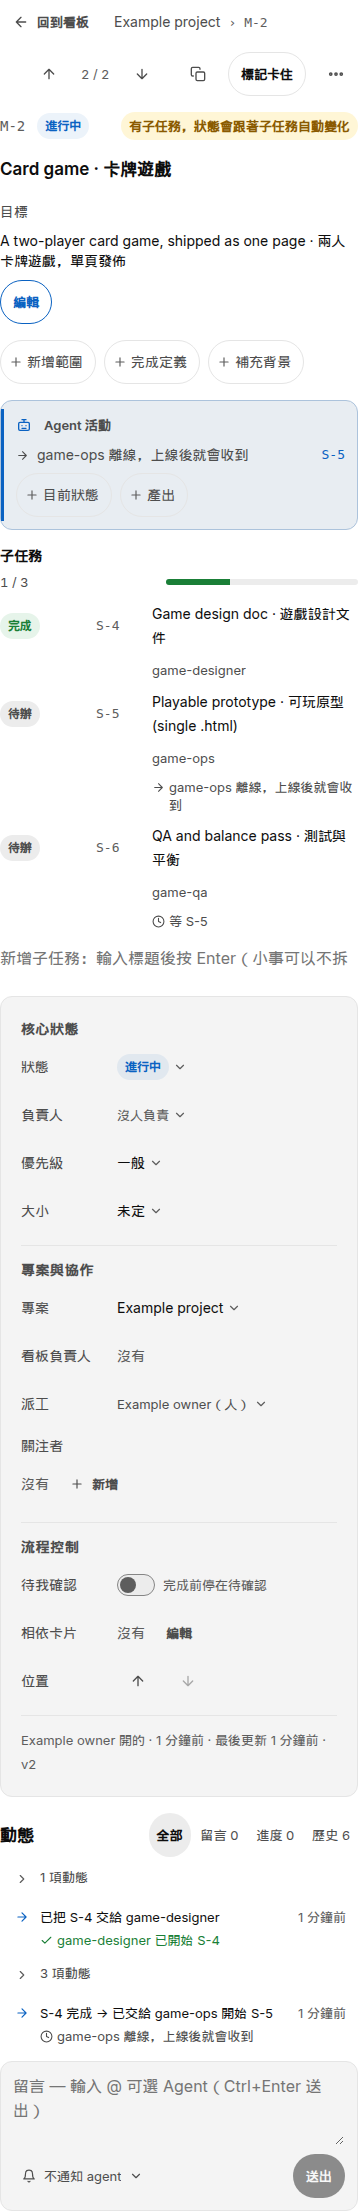 回到看板 Example project › M-2
2 / 2 標記卡住
M-2 進行中 有子任務，狀態會跟著子任務自動變化
Card game · 卡牌遊戲
目標
A two-player card game, shipped as one page · 兩人
卡牌遊戲，單頁發佈
編輯
新增範圍 完成定義 補充背景
Agent 活動
game-ops 離線，上線後就會收到 S-5
目前狀態 產出
子任務
1 / 3
完成 S-4 Game design doc · 遊戲設計文
件
game-designer
待辦 S-5 Playable prototype · 可玩原型
(single .html)
game-ops
game-ops 離線，上線後就會收
到
待辦 S-6 QA and balance pass · 測試與
平衡
game-qa
等 S-5
新增子任務：輸入標題後按 Enter（小事可以不拆
核心狀態
狀態 進行中
負責人 沒人負責
優先級 一般
大小 未定
專案與協作
專案 Example project
看板負責人 沒有
派工 Example owner（人）
關注者
沒有 新增
流程控制
待我確認 完成前停在待確認
相依卡片 沒有 編輯
位置
Example owner 開的 · 1 分鐘前 · 最後更新 1 分鐘前 ·
v2
動態 全部 留言 0 進度 0 歷史 6
1 項動態
已把 S-4 交給 game-designer 1 分鐘前
game-designer 已開始 S-4
3 項動態
S-4 完成 → 已交給 game-ops 開始 S-5 1 分鐘前
game-ops 離線，上線後就會收到
留言 — 輸入 @ 可選 Agent（Ctrl+Enter 送
出）
不通知 agent 送出